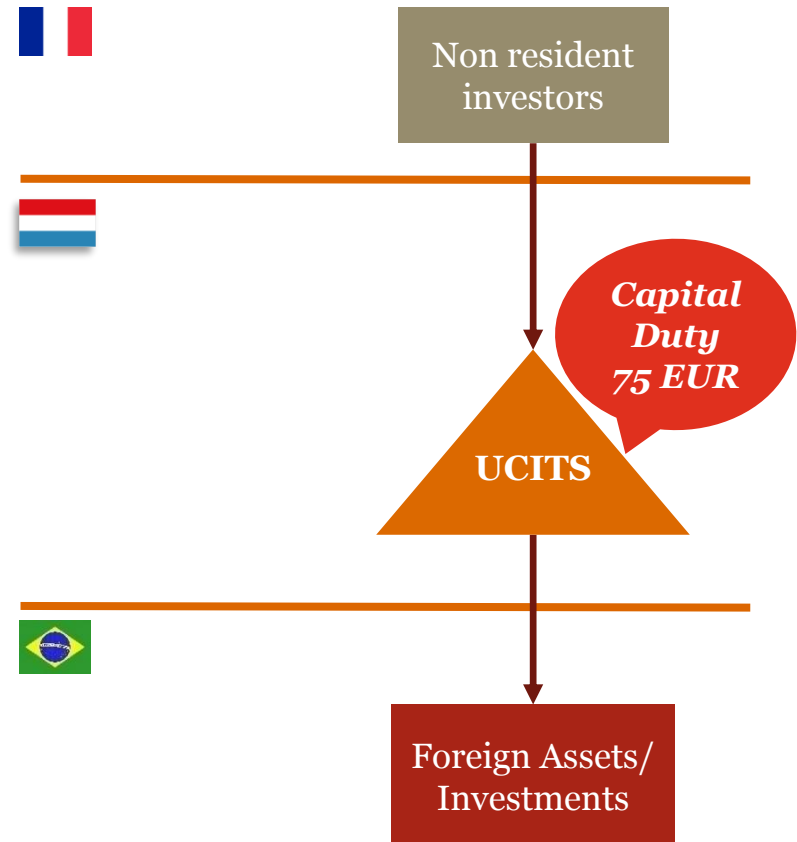 Non resident
investors
Capital
Duty
75 EUR
UCITS
Foreign Assets/
Investments